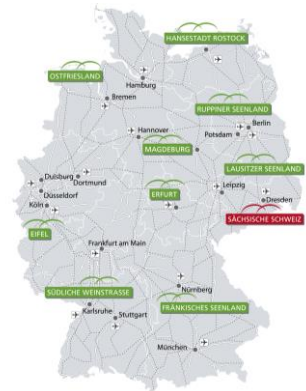 HANSESTADT ROSTOCK
OSTFRIESLAND
Hamburg
Bremen
RUPPINER SEENLAND
Berlin
Hannover
Potsdam
MAGDEBURG
LAUSITZER SEENLAND
Duisburg
Dortmund
Leipzig
Düsseldorf
ERFURT
Dresden
Köln
SÄCHSISCHE SCHWEIZ
EIFEL
Frankfurt am Main
SÜDLICHE WEINSTRASSE
Nürnberg
Karlsruhe
FRÄNKISCHES SEENLAND
Stuttgart
München